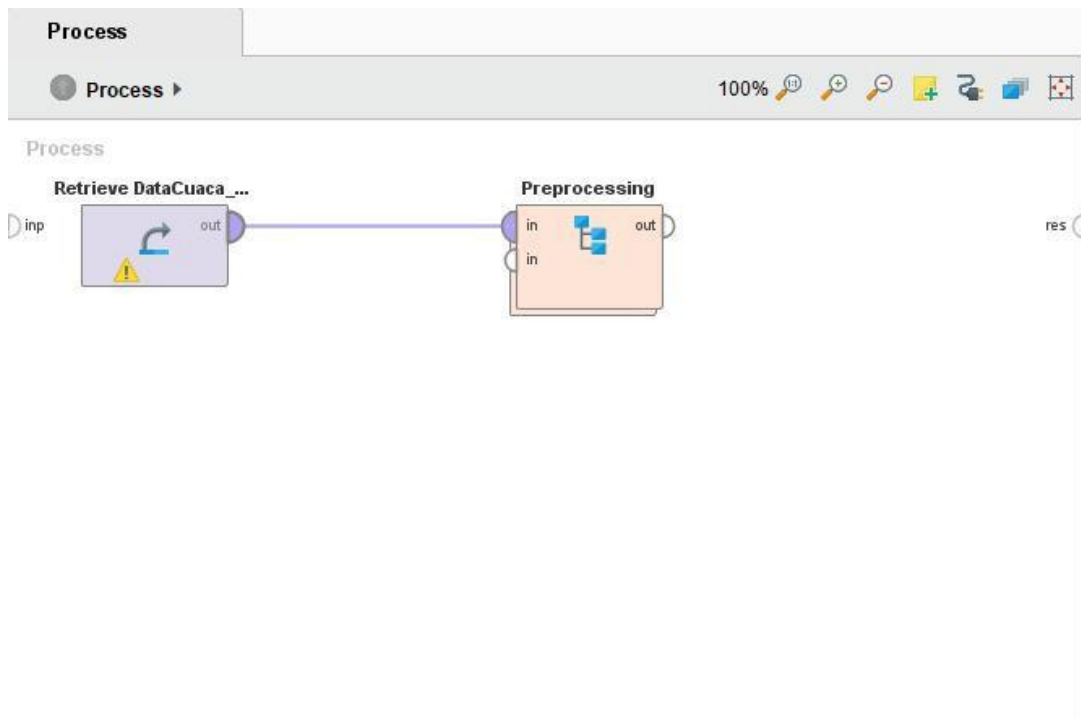 Process
Process
100%
Process
Retrieve DataCuaca_...
Preprocessing
inp
out
in
out
res
in